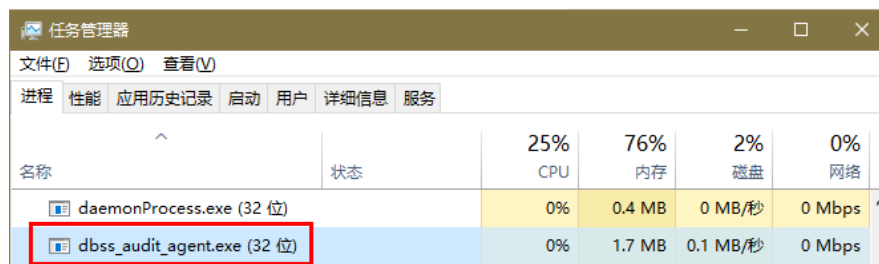 任务管理器
文件(F) 选项(O) 查看(V)
进程 性能 应用历史记录 启动 用户 详细信息 服务
25% 76% 2% 0%
名称 状态 CPU 内存 磁盘 网络
daemonProcess.exe (32 位) 0% 0.4 MB 0 MB/秒 0 Mbps
dbss_audit_agent.exe (32 位) 0% 1.7 MB 0.1 MB/秒 0 Mbps